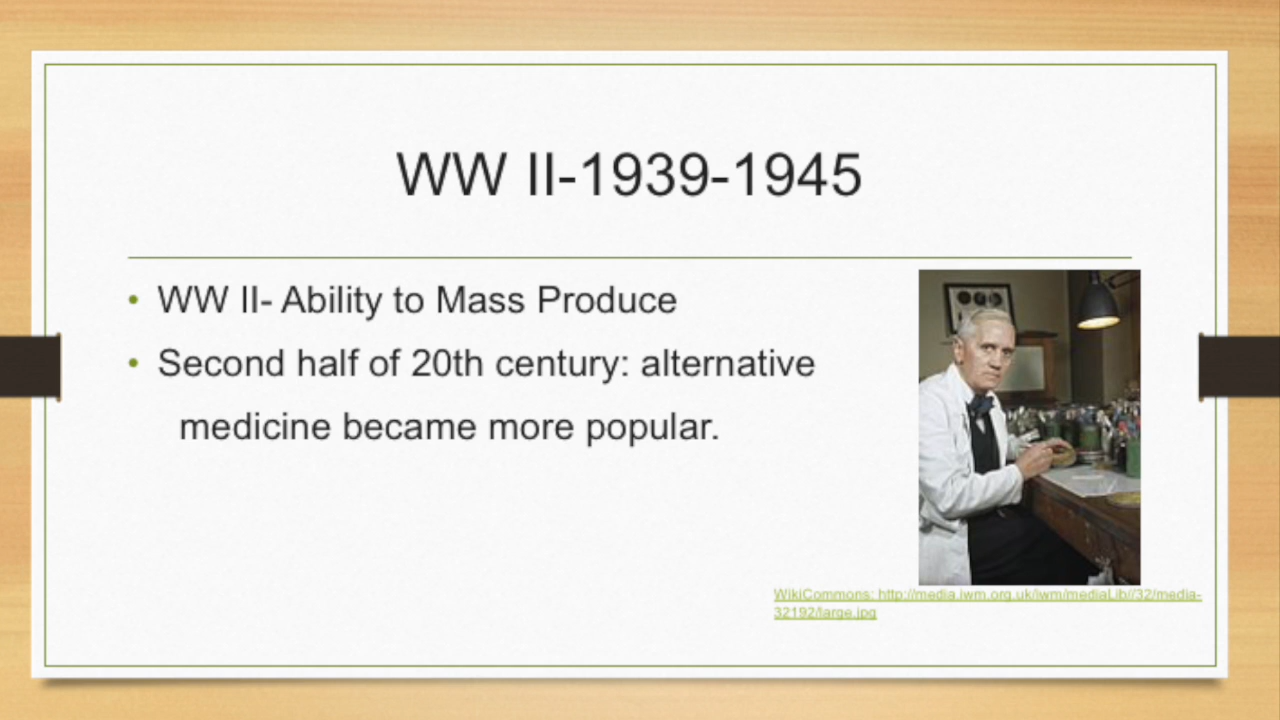 WW II-1939-1945
• WW II- Ability to Mass Produce
• Second half of 20th century: alternative
medicine became more popular.
WikiCommons: http://media.iwm.org.uk/iwm/mediaLib//32/media-
32192/large.jpg